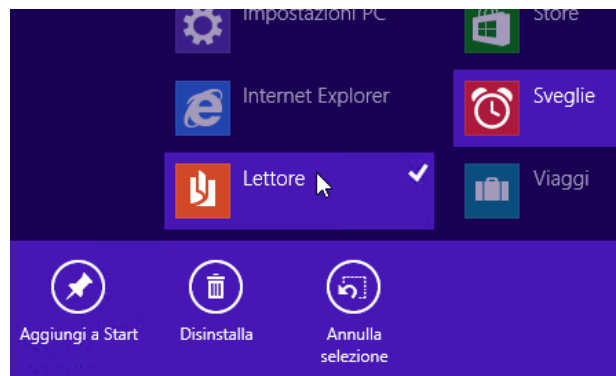 Impostazioni PC
Store
Internet Explorer
Sveglie
Lettore
Viaggi
Aggiungi a Start
Disinstalla
Annulla
selezione